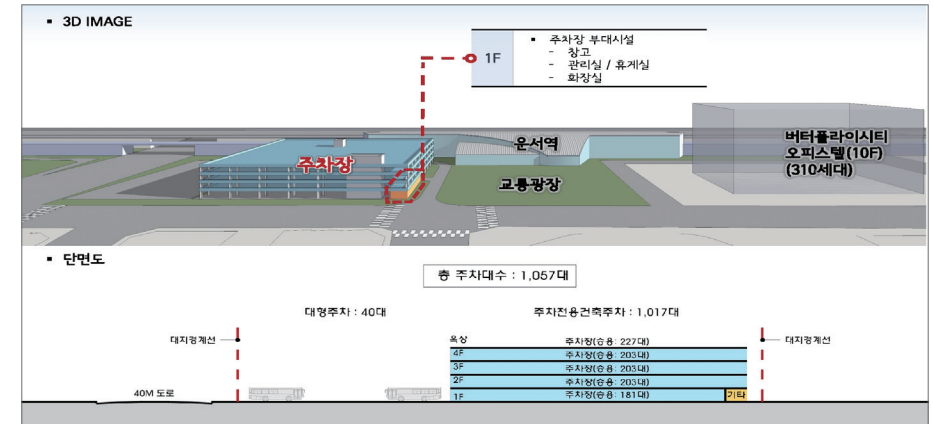 ▪ 3D IMAGE
1F
▪ 주차장 부대시설
- 창고
- 관리실 / 휴게실
- 화장실
주차장
운서역
교통광장
버터플라이시티
오피스텔(10F)
(310세대)
▪ 단면도
총 주차대수 : 1,057대
대형주차 : 40대
주차전용건축주차 : 1,017대
대지경계선
40M 도로
옥상 주차장(승용: 227대)
4F 주차장(승용: 203대)
3F 주차장(승용: 203대)
2F 주차장(승용: 203대)
1F 주차장(승용: 181대) 기타
대지경계선